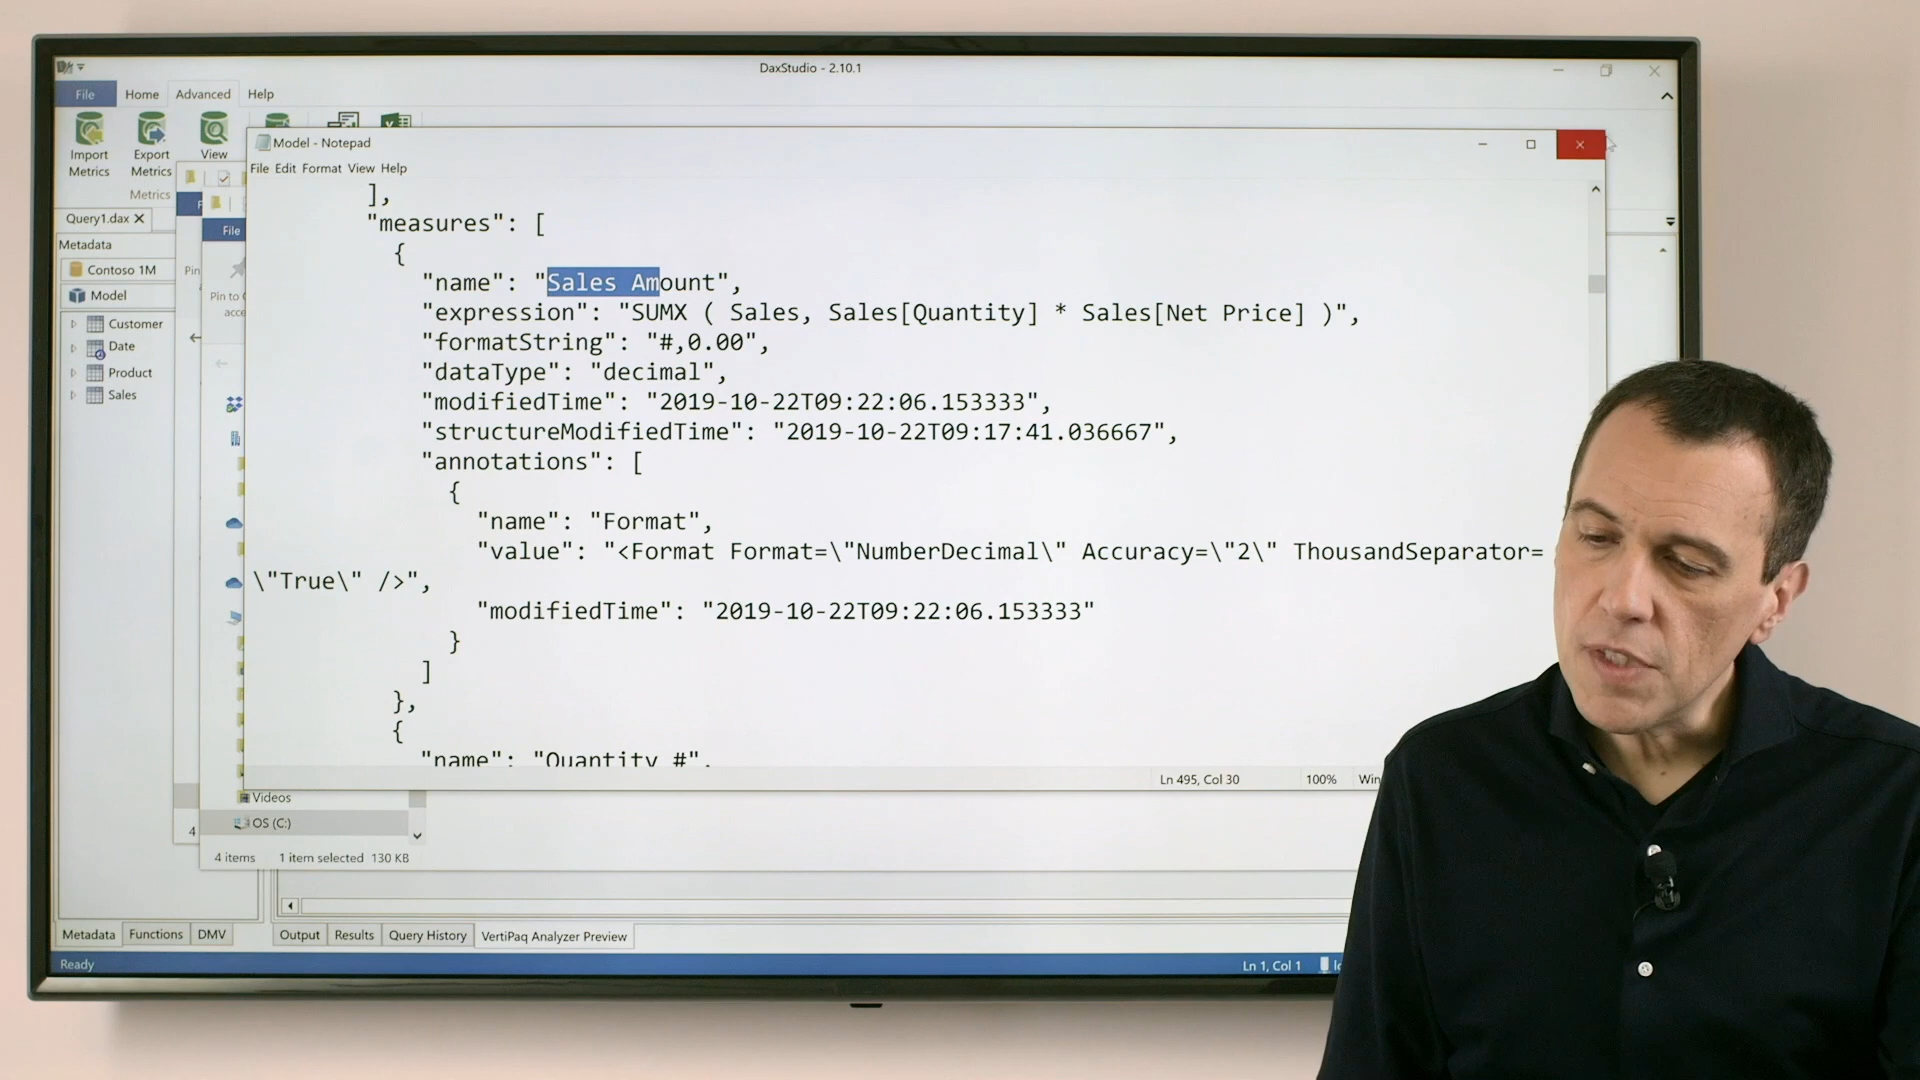 DaxStudio - 2.10.1
File Home Advanced Help
Import Metrics
Export Metrics
View
Metrics
Model - Notepad
File Edit Format View Help
Query1.dax
Metadata
Contoso 1M
Model
Customer
Date
Product
Sales
File
Pin
Pin to
],
"measures": [
{
"name": "Sales Amount",
"expression": "SUMX ( Sales, Sales[Quantity] * Sales[Net Price] )",
"formatString": "#,0.00",
"dataType": "decimal",
"modifiedTime": "2019-10-22T09:22:06.153333",
"structureModifiedTime": "2019-10-22T09:17:41.036667",
"annotations": [
{
"name": "Format",
"value": "<Format Format=\"NumberDecimal\" Accuracy=\"2\" ThousandSeparator=
\"True\" />",
"modifiedTime": "2019-10-22T09:22:06.153333"
}
]
},
{
"name": "Quantity #",
Ln 495, Col 30 100% Win
Videos
OS (C:)
4
4 items 1 item selected 130 KB
Metadata Functions DMV
Output Results Query History VertiPaq Analyzer Preview
Ready
Ln 1, Col 1